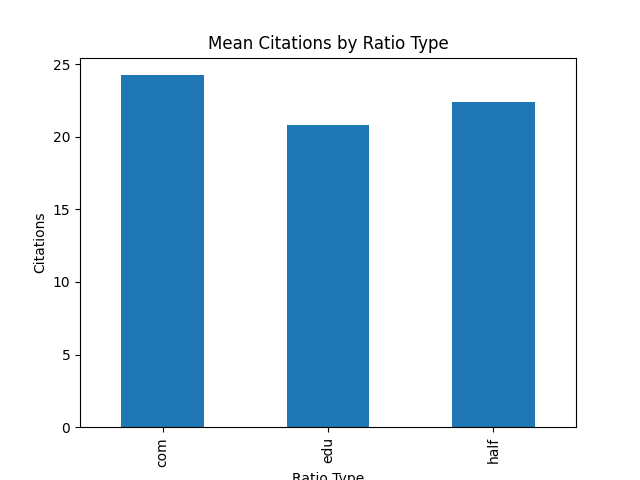 Mean Citations by Ratio Type
25
20
15
10
5
0
Citations
com
edu
half
Ratio Type